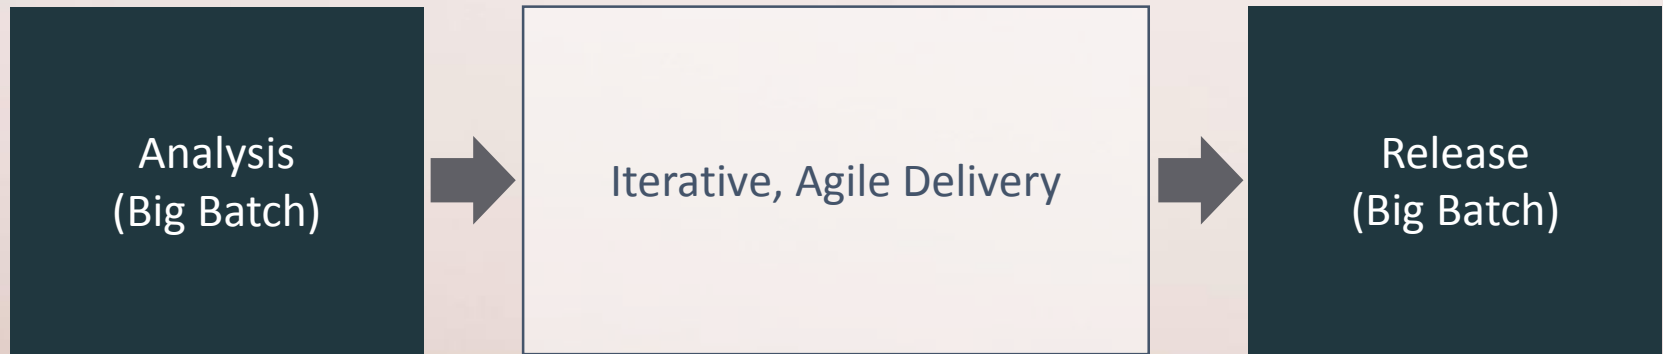 Analysis
(Big Batch)
Iterative, Agile Delivery
Release
(Big Batch)